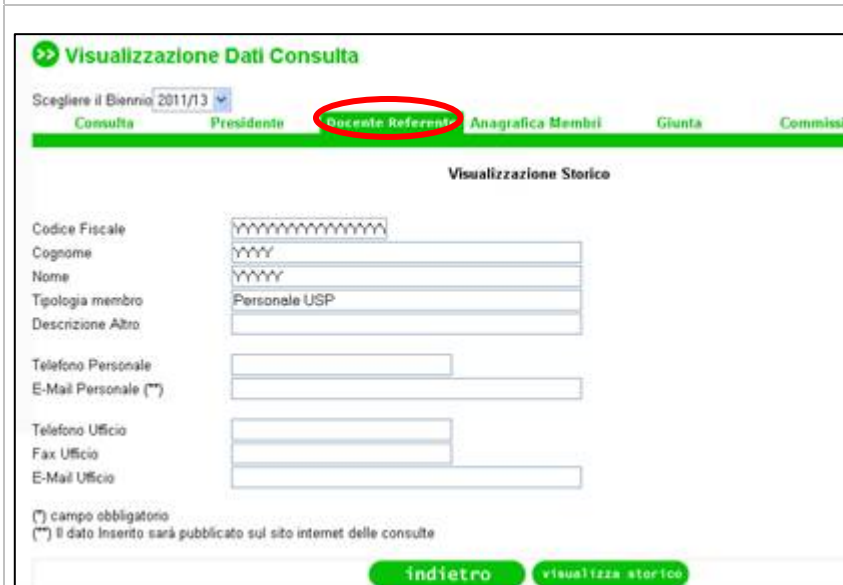 Visualizzazione Dati Consulta
Scegliere il Biennio 2011/13
Consulta Presidente Docente Referente Anagrafica Membri Giunta Commissi
Visualizzazione Storico
Codice Fiscale YYYYYYYYYYYYYYYY
Cognome YYYY
Nome YYYYY
Tipologia membro Personale USP
Descrizione Altro
Telefono Personale
E-Mail Personale (**)
Telefono Ufficio
Fax Ufficio
E-Mail Ufficio
(*) campo obbligatorio
(**) Il dato Inserito sarà pubblicato sul sito internet delle consulte
indietro visualizza storico